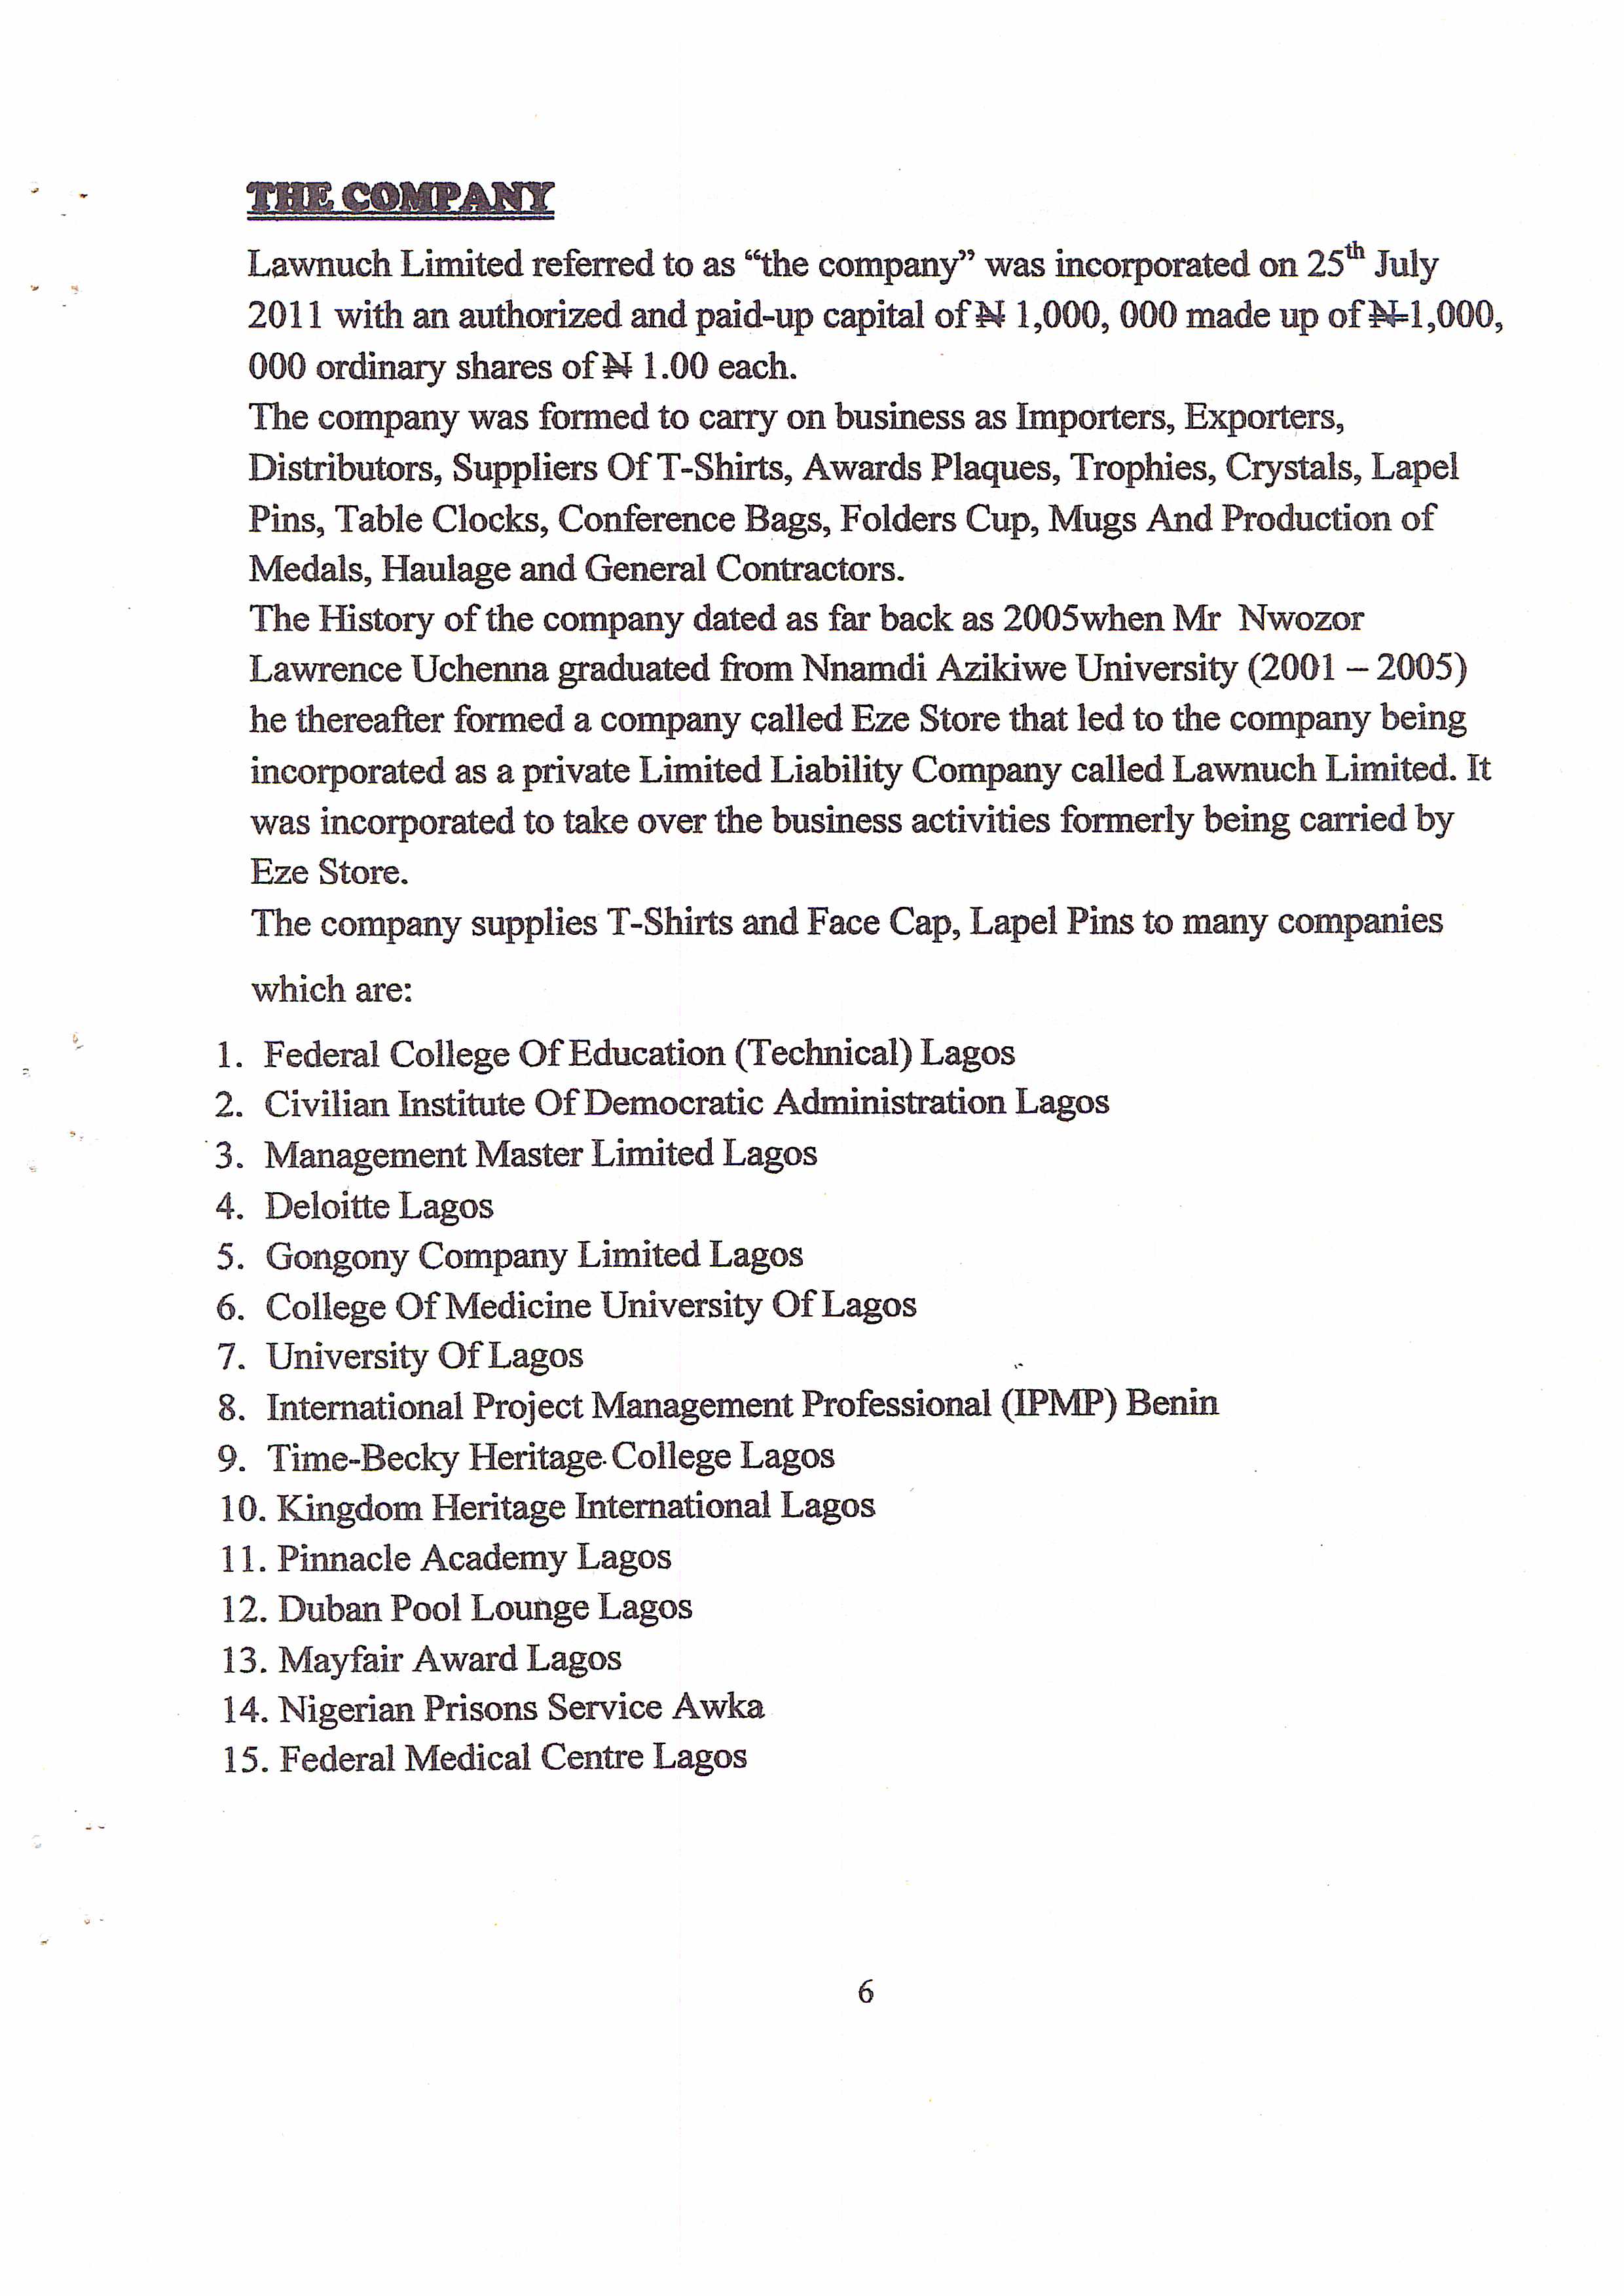 THE COMPANY
Lawnuch Limited referred to as “the company” was incorporated on 25th July
2011 with an authorized and paid-up capital of ₦ 1,000, 000 made up of ₦1,000,
000 ordinary shares of ₦ 1.00 each.
The company was formed to carry on business as Importers, Exporters,
Distributors, Suppliers Of T-Shirts, Awards Plaques, Trophies, Crystals, Lapel
Pins, Table Clocks, Conference Bags, Folders Cup, Mugs And Production of
Medals, Haulage and General Contractors.
The History of the company dated as far back as 2005when Mr Nwozor
Lawrence Uchenna graduated from Nnamdi Azikiwe University (2001 – 2005)
he thereafter formed a company called Eze Store that led to the company being
incorporated as a private Limited Liability Company called Lawnuch Limited. It
was incorporated to take over the business activities formerly being carried by
Eze Store.
The company supplies T-Shirts and Face Cap, Lapel Pins to many companies
which are:
1. Federal College Of Education (Technical) Lagos
2. Civilian Institute Of Democratic Administration Lagos
3. Management Master Limited Lagos
4. Deloitte Lagos
5. Gongony Company Limited Lagos
6. College Of Medicine University Of Lagos
7. University Of Lagos
8. International Project Management Professional (IPMP) Benin
9. Time-Becky Heritage College Lagos
10. Kingdom Heritage International Lagos
11. Pinnacle Academy Lagos
12. Duban Pool Lounge Lagos
13. Mayfair Award Lagos
14. Nigerian Prisons Service Awka
15. Federal Medical Centre Lagos
6